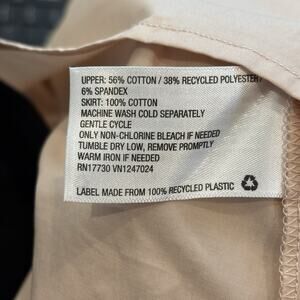 UPPER: 56% COTTON / 38% RECYCLED POLYESTER/
6% SPANDEX
SKIRT: 100% COTTON
MACHINE WASH COLD SEPARATELY
GENTLE CYCLE
ONLY NON-CHLORINE BLEACH IF NEEDED
TUMBLE DRY LOW, REMOVE PROMPTLY
WARM IRON IF NEEDED
RN17730 VN1247024
LABEL MADE FROM 100% RECYCLED PLASTIC